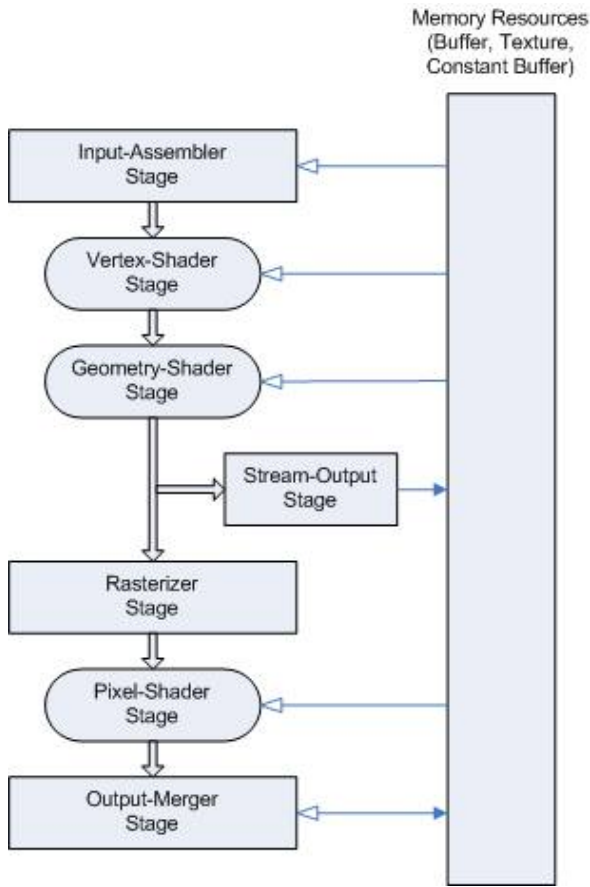 Memory Resources
(Buffer, Texture,
Constant Buffer)
Input-Assembler
Stage
Vertex-Shader
Stage
Geometry-Shader
Stage
Stream-Output
Stage
Rasterizer
Stage
Pixel-Shader
Stage
Output-Merger
Stage